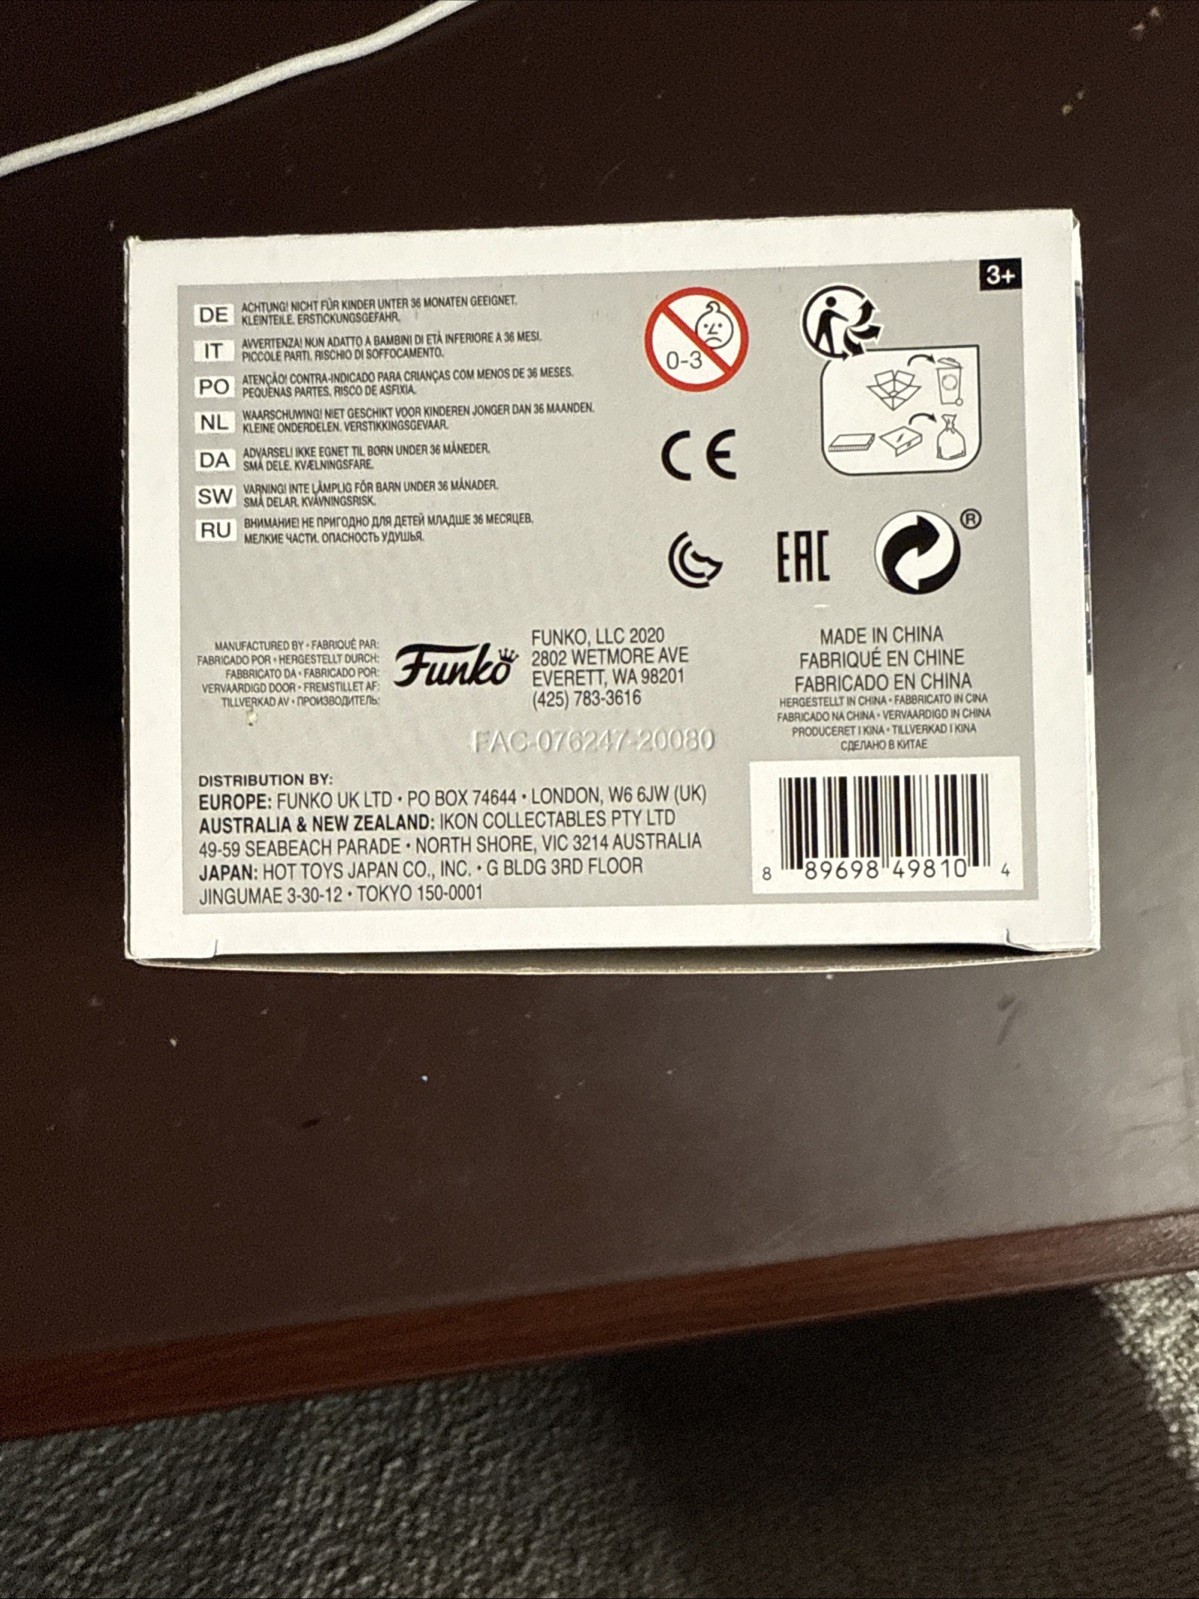 3+
DE ACHTUNG! NICHT FÜR KINDER UNTER 36 MONATEN GEEIGNET.
KLEINTEILE. ERSTICKUNGSGEFAHR.
IT AVVERTENZA! NON ADATTO A BAMBINI DI ETÀ INFERIORE A 36 MESI.
PICCOLE PARTI. RISCHIO DI SOFFOCAMENTO.
PO ATENÇÃO! CONTRA-INDICADO PARA CRIANÇAS COM MENOS DE 36 MESES.
PEQUENAS PARTES. RISCO DE ASFIXIA.
NL WAARSCHUWING! NIET GESCHIKT VOOR KINDEREN JONGER DAN 36 MAANDEN.
KLEINE ONDERDELEN. VERSTIKKINGSGEVAAR.
DA ADVARSEL! IKKE EGNET TIL BØRN UNDER 36 MÅNEDER.
SMÅ DELE. KVÆLNINGSFARE.
SW VARNING! INTE LÄMPLIG FÖR BARN UNDER 36 MÅNADER.
SMÅ DELAR. KVÄVNINGSRISK.
RU ВНИМАНИЕ! НЕ ПРИГОДНО ДЛЯ ДЕТЕЙ МЛАДШЕ 36 МЕСЯЦЕВ.
МЕЛКИЕ ЧАСТИ. ОПАСНОСТЬ УДУШЬЯ.
0-3
CE
EAC
®
MANUFACTURED BY • FABRIQUÉ PAR:
FABRICADO POR • HERGESTELLT DURCH:
FABBRICATO DA • FABRICADO POR:
VERVAARDIGD DOOR • FREMSTILLET AF:
TILLVERKAD AV • ПРОИЗВОДИТЕЛЬ:
Funko
FUNKO, LLC 2020
2802 WETMORE AVE
EVERETT, WA 98201
(425) 783-3616
MADE IN CHINA
FABRIQUÉ EN CHINE
FABRICADO EN CHINA
HERGESTELLT IN CHINA • FABBRICATO IN CINA
FABRICADO NA CHINA • VERVAARDIGD IN CHINA
PRODUCERET I KINA • TILLVERKAD I KINA
СДЕЛАНО В КИТАЕ
FAC-076247-20080
DISTRIBUTION BY:
EUROPE: FUNKO UK LTD • PO BOX 74644 • LONDON, W6 6JW (UK)
AUSTRALIA & NEW ZEALAND: IKON COLLECTABLES PTY LTD
49-59 SEABEACH PARADE • NORTH SHORE, VIC 3214 AUSTRALIA
JAPAN: HOT TOYS JAPAN CO., INC. • G BLDG 3RD FLOOR
JINGUMAE 3-30-12 • TOKYO 150-0001
8 89698 49810 4